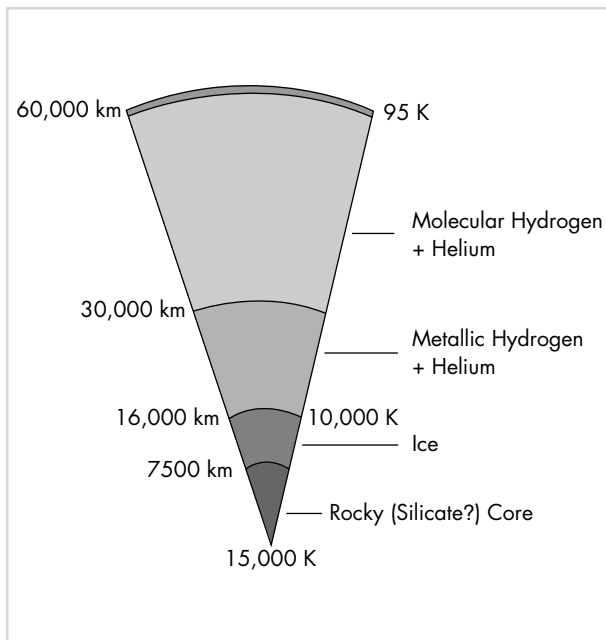 60,000 km
95 K
Molecular Hydrogen
+ Helium
30,000 km
Metallic Hydrogen
+ Helium
16,000 km
10,000 K
Ice
7500 km
Rocky (Silicate?) Core
15,000 K